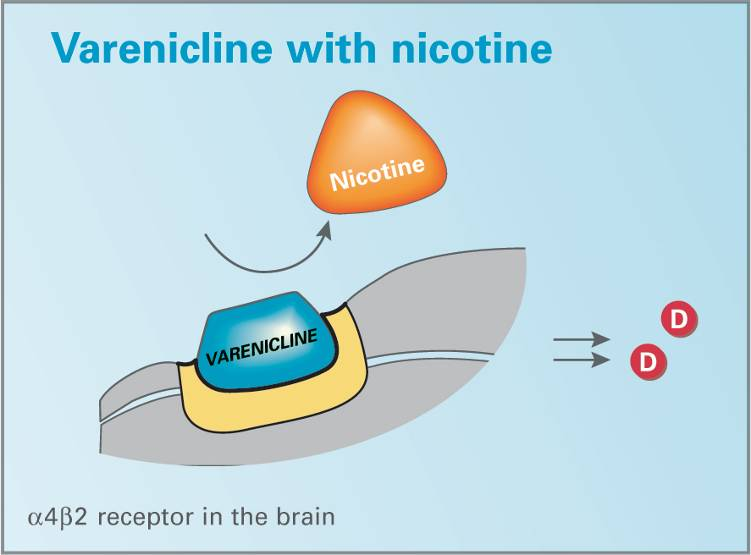 Varenicline with nicotine
Nicotine
VARENICLINE
D
D
α4β2 receptor in the brain